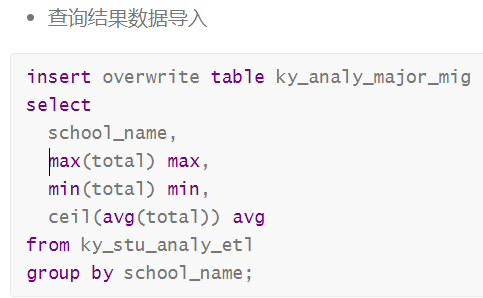 查询结果数据导入
insert overwrite table ky_analy_major_mig
select
  school_name,
  max(total) max,
  min(total) min,
  ceil(avg(total)) avg
from ky_stu_analy_etl
group by school_name;